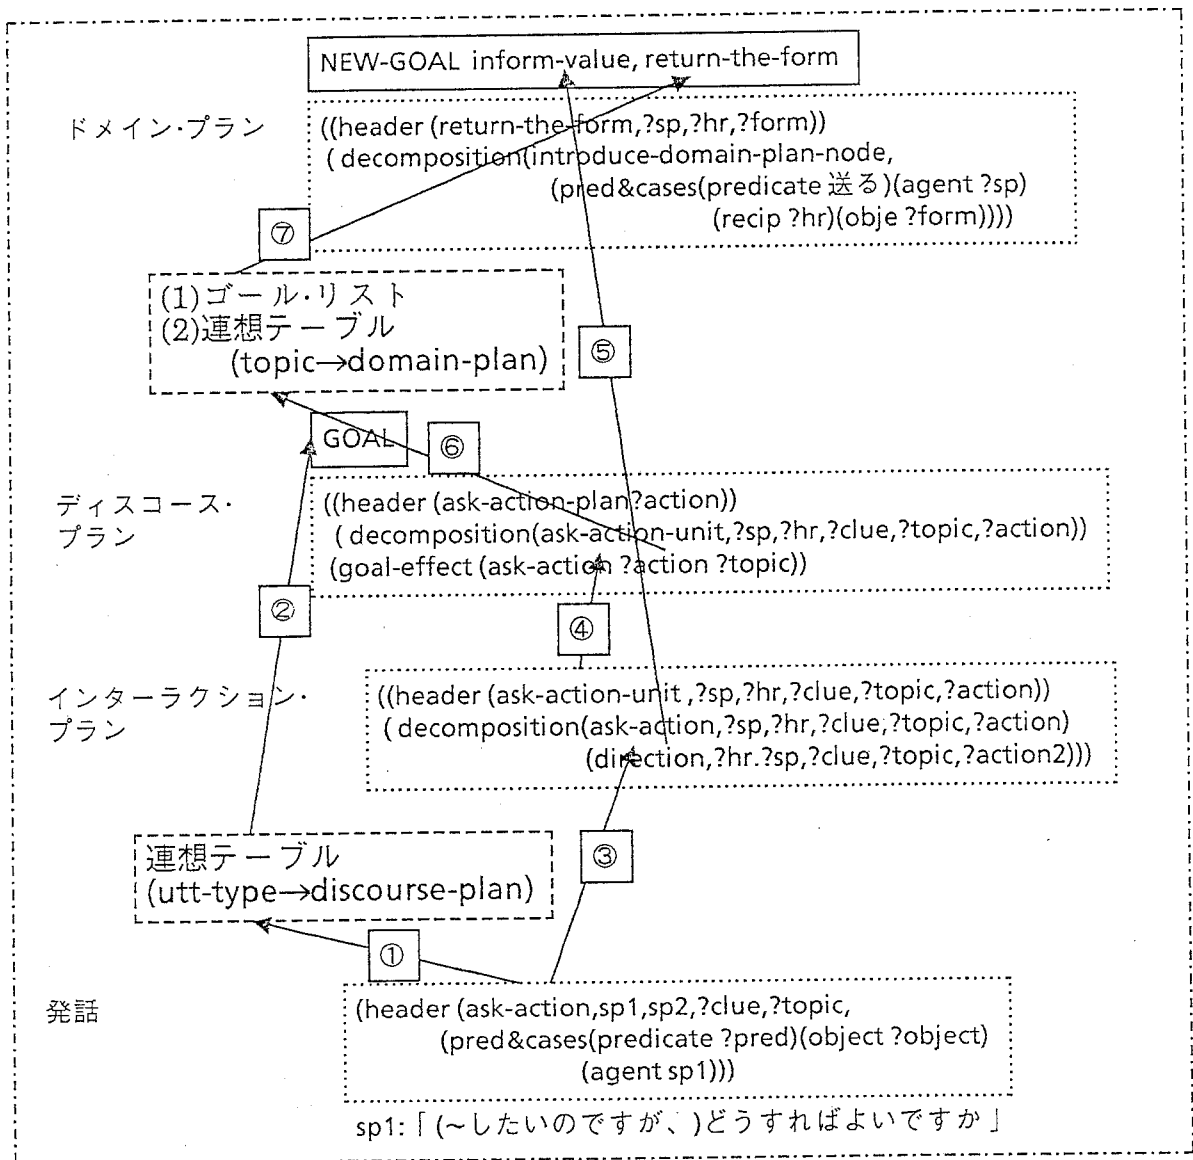 NEW-GOAL inform-value, return-the-form
ドメイン·プラン
((header (return-the-form,?sp,?hr,?form))
( decomposition(introduce-domain-plan-node,
(pred&cases(predicate 送る)(agent ?sp)
(recip ?hr)(obje ?form))))
⑦
(1)ゴール·リスト
(2)連想テーブル
(topic→domain-plan)
⑤
GOAL
⑥
ディスコース·
プラン
((header (ask-action-plan?action))
( decomposition(ask-action-unit,?sp,?hr,?clue,?topic,?action))
(goal-effect (ask-action ?action ?topic))
②
④
インターラクション·
プラン
((header (ask-action-unit ,?sp,?hr,?clue,?topic,?action))
( decomposition(ask-action,?sp,?hr,?clue,?topic,?action)
(direction,?hr.?sp,?clue,?topic,?action2)))
③
連想テーブル
(utt-type→discourse-plan)
①
発話
(header (ask-action,sp1,sp2,?clue,?topic,
(pred&cases(predicate ?pred)(object ?object)
(agent sp1)))
sp1:「(~したいのですが、)どうすればよいですか」